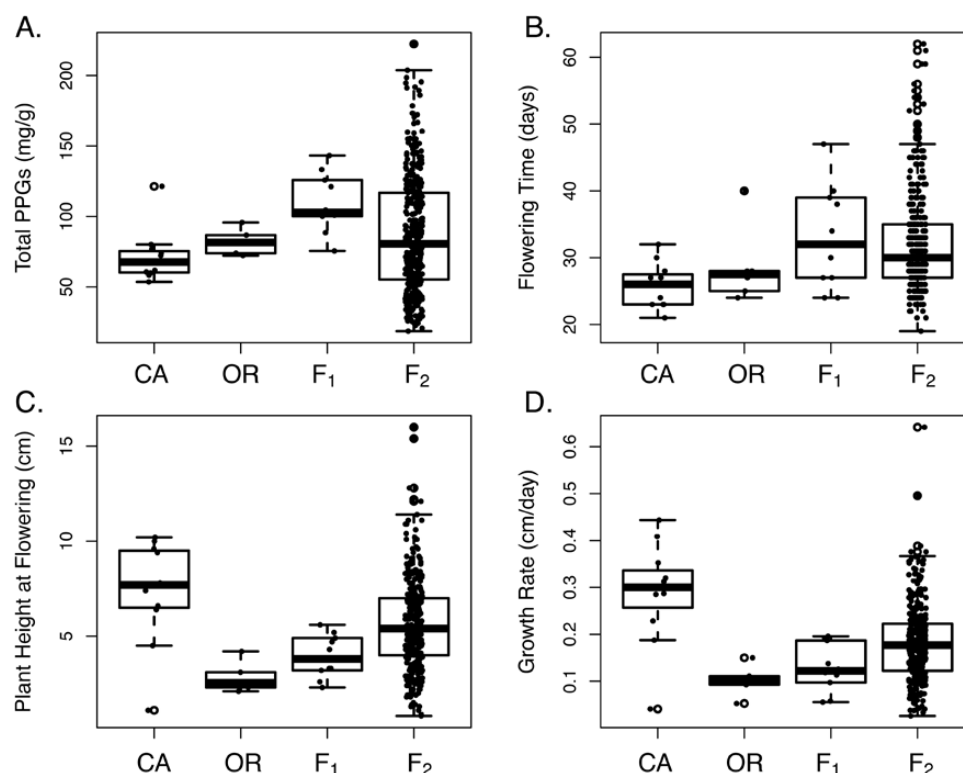 A.
Total PPGs (mg/g)
200
150
100
50
CA OR F₁ F₂
B.
Flowering Time (days)
60
50
40
30
20
CA OR F₁ F₂
C.
Plant Height at Flowering (cm)
15
10
5
CA OR F₁ F₂
D.
Growth Rate (cm/day)
0.6
0.5
0.4
0.3
0.2
0.1
CA OR F₁ F₂